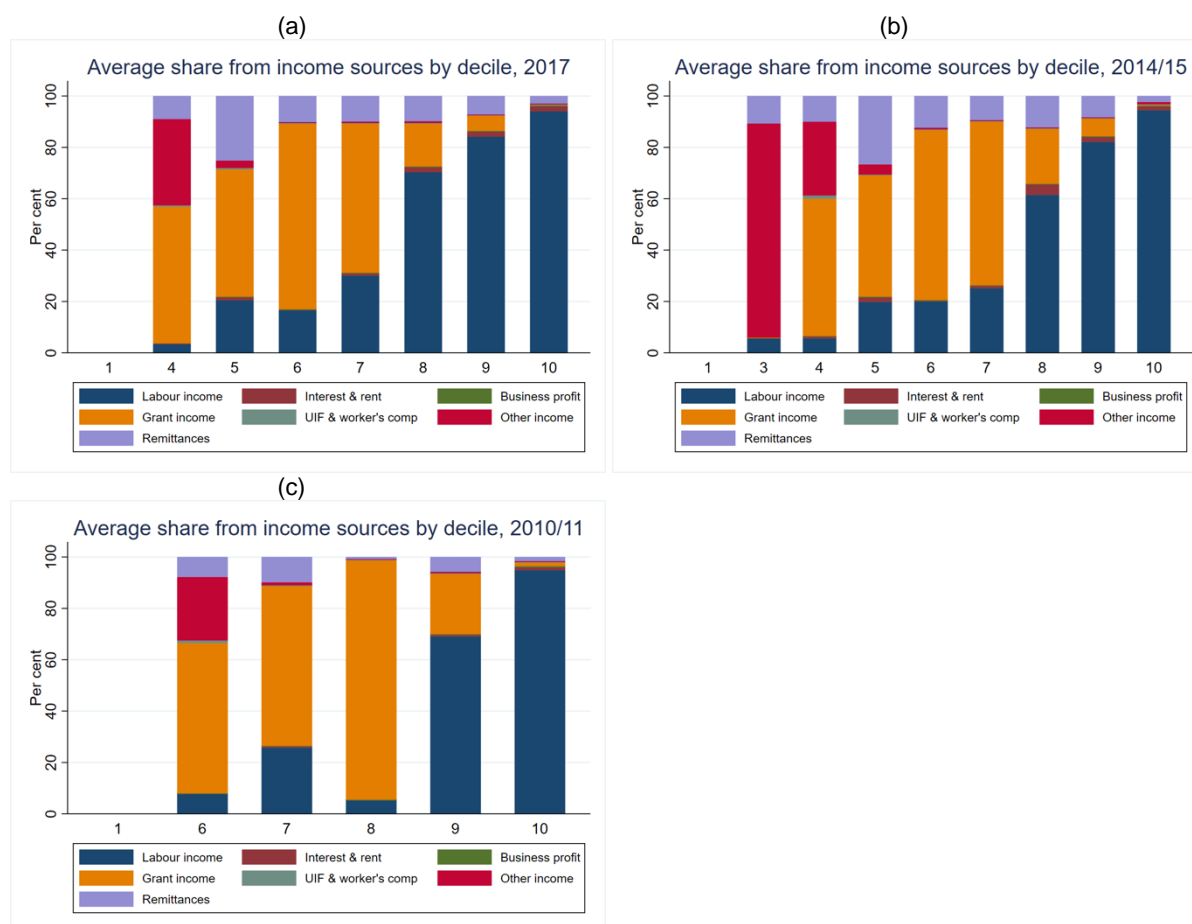 (a)
Average share from income sources by decile, 2017
Per cent
100
80
60
40
20
0
1 4 5 6 7 8 9 10
Labour income Interest & rent Business profit
Grant income UIF & worker's comp Other income
Remittances
(b)
Average share from income sources by decile, 2014/15
Per cent
100
80
60
40
20
0
1 3 4 5 6 7 8 9 10
Labour income Interest & rent Business profit
Grant income UIF & worker's comp Other income
Remittances
(c)
Average share from income sources by decile, 2010/11
Per cent
100
80
60
40
20
0
1 6 7 8 9 10
Labour income Interest & rent Business profit
Grant income UIF & worker's comp Other income
Remittances